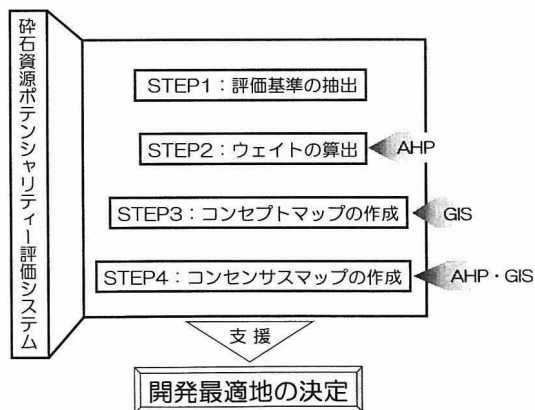 砕石資源ポテンシャリティー評価システム
STEP1：評価基準の抽出
STEP2：ウェイトの算出
AHP
STEP3：コンセプトマップの作成
GIS
STEP4：コンセンサスマップの作成
AHP・GIS
支援
開発最適地の決定